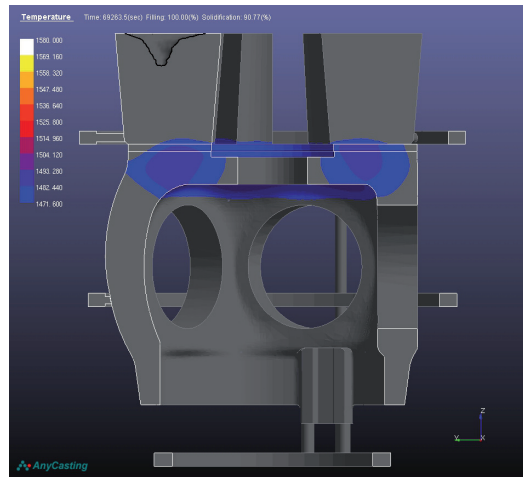 Temperature Time: 69263.5(sec) Filling: 100.00(%) Solidification: 90.77(%)
1580.000
1569.160
1558.320
1547.480
1536.640
1525.800
1514.960
1504.120
1493.280
1482.440
1471.600
Z
Y X
AnyCasting